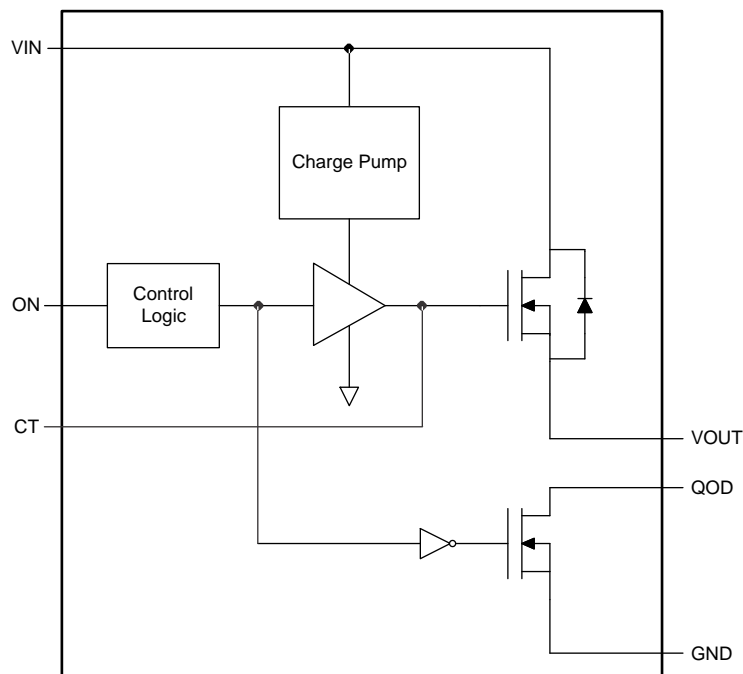 VIN
Charge Pump
ON
Control
Logic
CT
VOUT
QOD
GND